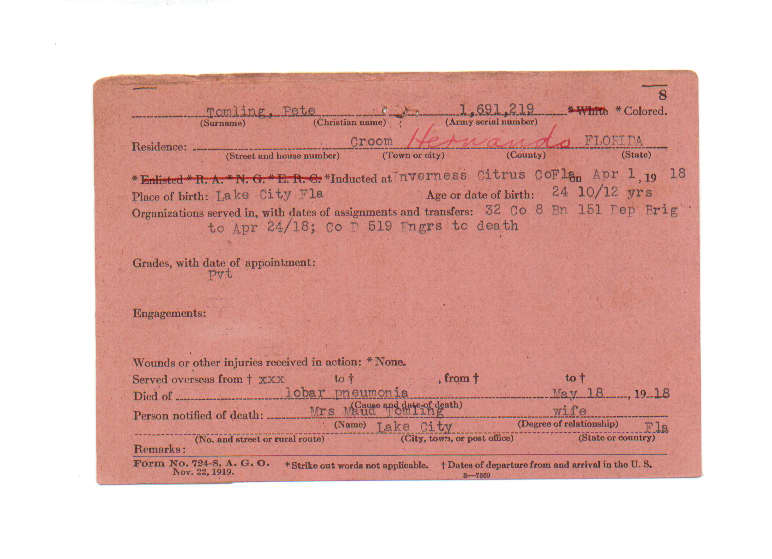 8
Tomling, Pete 1,691,219 *White *Colored.
(Surname) (Christian name) (Army serial number)
Residence: Croom Hernando FLORIDA
(Street and house number) (Town or city) (County) (State)
*Enlisted *R. A. *N. G. *E. R. C. *Inducted at Inverness Citrus CoFla on Apr 1, 19 18
Place of birth: Lake City Fla Age or date of birth: 24 10/12 yrs
Organizations served in, with dates of assignments and transfers: 32 Co 8 Bn 151 Dep Brig
to Apr 24/18; Co D 519 Engrs to death
Grades, with date of appointment:
Pvt
Engagements:
Wounds or other injuries received in action: *None.
Served overseas from † xxx to † , from † to †
Died of lobar pneumonia May 18, 19 18
(Cause and date of death)
Person notified of death: Mrs Maud Tomling wife
(Name) (Degree of relationship)
Lake City Fla
(No. and street or rural route) (City, town, or post office) (State or country)
Remarks:
Form No. 724-8, A. G. O. *Strike out words not applicable. † Dates of departure from and arrival in the U. S.
Nov. 22, 1919. 3—7569